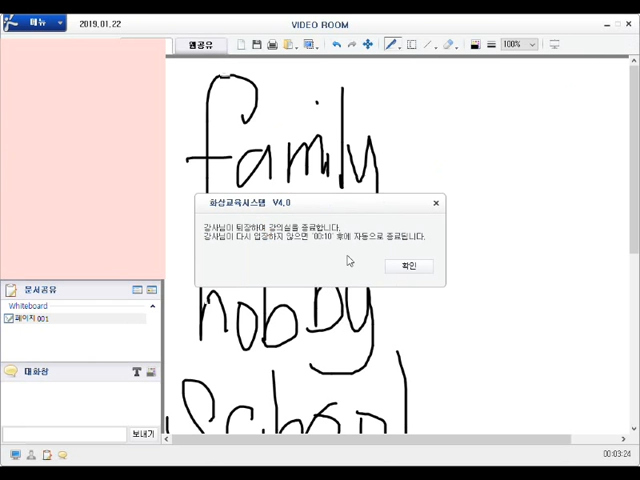 메뉴 2019.01.22 VIDEO ROOM
웹공유 100%
family
화상교육시스템 V4.0
강사님이 퇴장하여 강의실을 종료합니다.
강사님이 다시 입장하지 않으면 '00:10' 후에 자동으로 종료됩니다.
확인
문서공유
Whiteboard
페이지 001
hobby
대화창 T
School
보내기
00:03:24